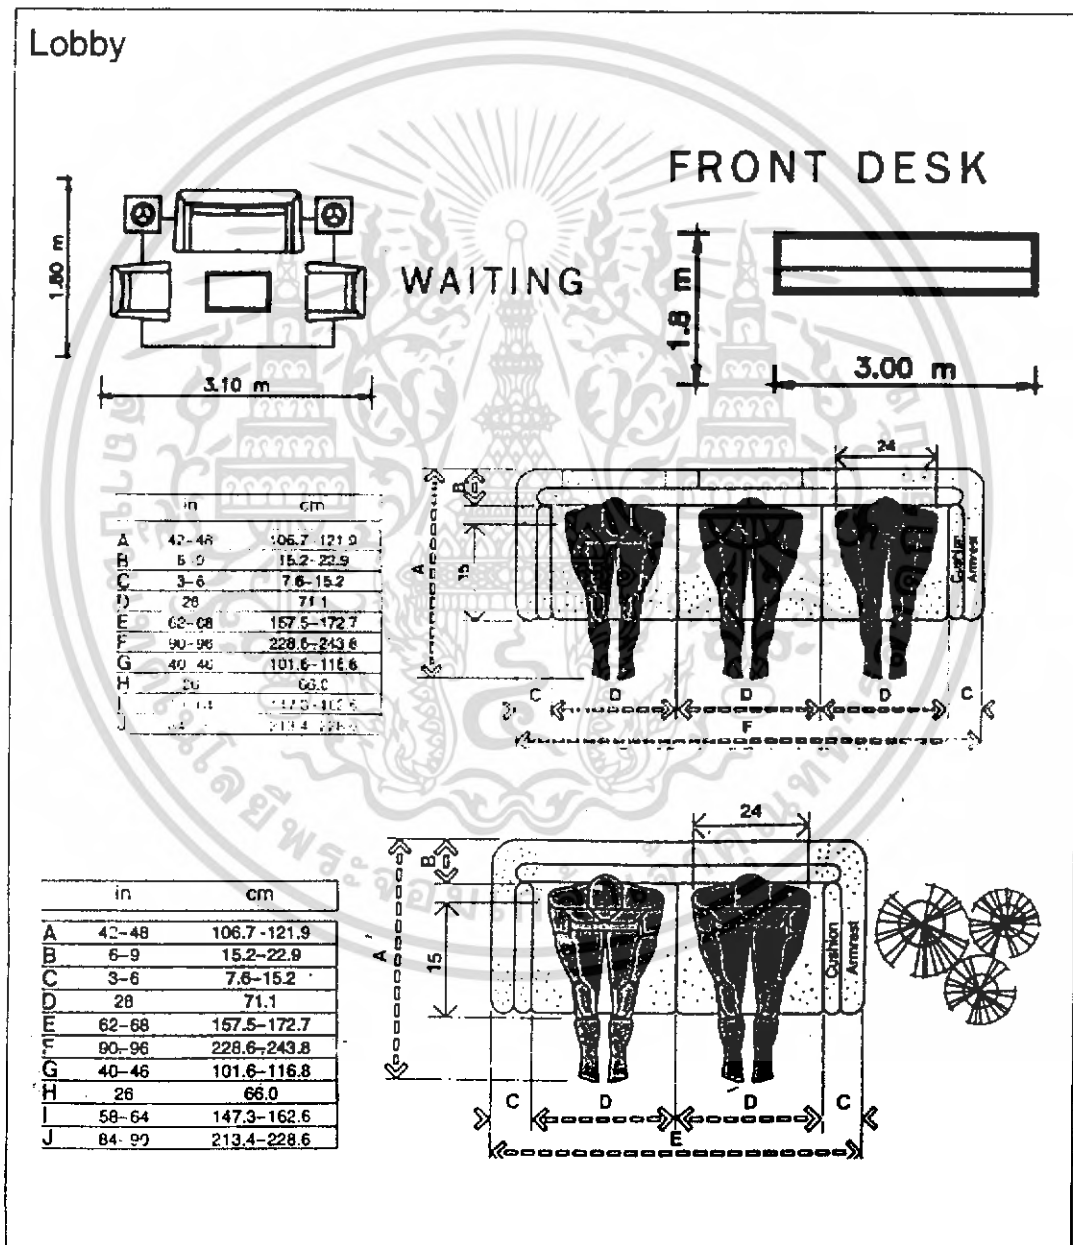 Lobby
FRONT DESK
WAITING
1.80 m
3.10 m
1.8
E
3.00 m
in cm
A 42-48 106.7-121.9
B 6-9 15.2-22.9
C 3-6 7.6-15.2
D 28 71.1
E 62-68 157.5-172.7
F 90-96 228.6-243.8
G 40-46 101.6-116.8
H 26 66.0
I
J
24
A
B
15
Cushion
Armrest
C D D D C
F
in cm
A 42-48 106.7-121.9
B 6-9 15.2-22.9
C 3-6 7.6-15.2
D 28 71.1
E 62-68 157.5-172.7
F 90-96 228.6-243.8
G 40-46 101.6-116.8
H 26 66.0
I 58-64 147.3-162.6
J 84-90 213.4-228.6
24
A
B
15
Cushion
Armrest
C D D C
E